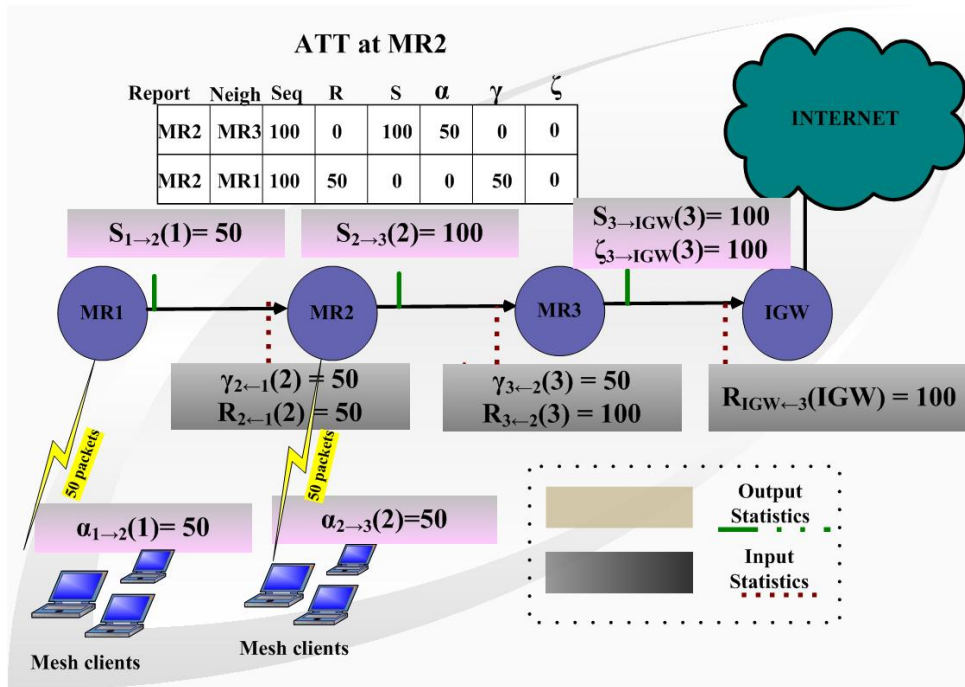 ATT at MR2
Report Neigh Seq R S α γ ζ
MR2 MR3 100 0 100 50 0 0
MR2 MR1 100 50 0 0 50 0
INTERNET
S1→2(1)= 50
S2→3(2)= 100
S3→IGW(3)= 100
ζ3→IGW(3)= 100
MR1
MR2
MR3
IGW
γ2←1(2) = 50
R2←1(2) = 50
γ3←2(3) = 50
R3←2(3) = 100
RIGW←3(IGW) = 100
50 packets
50 packets
α1→2(1)= 50
α2→3(2)=50
Output
Statistics
Input
Statistics
Mesh clients
Mesh clients